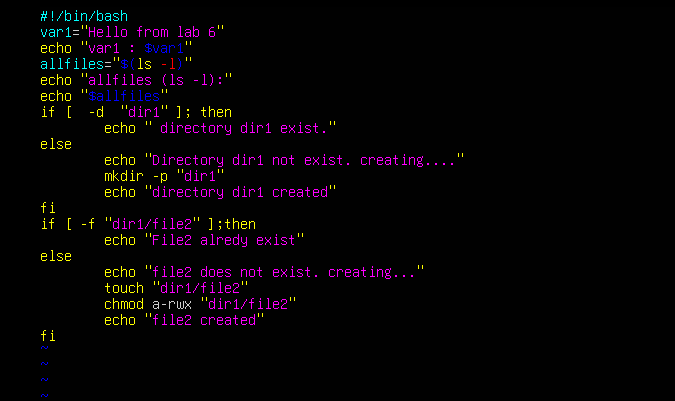 #!/bin/bash
var1="Hello from lab 6"
echo "var1 : $var1"
allfiles="$(ls -l)"
echo "allfiles (ls -l):"
echo "$allfiles"
if [  -d  "dir1" ]; then
        echo " directory dir1 exist."
else
        echo "Directory dir1 not exist. creating...."
        mkdir -p "dir1"
        echo "directory dir1 created"
fi
if [ -f "dir1/file2" ];then
        echo "File2 alredy exist"
else
        echo "file2 does not exist. creating..."
        touch "dir1/file2"
        chmod a-rwx "dir1/file2"
        echo "file2 created"
fi
~
~
~
~